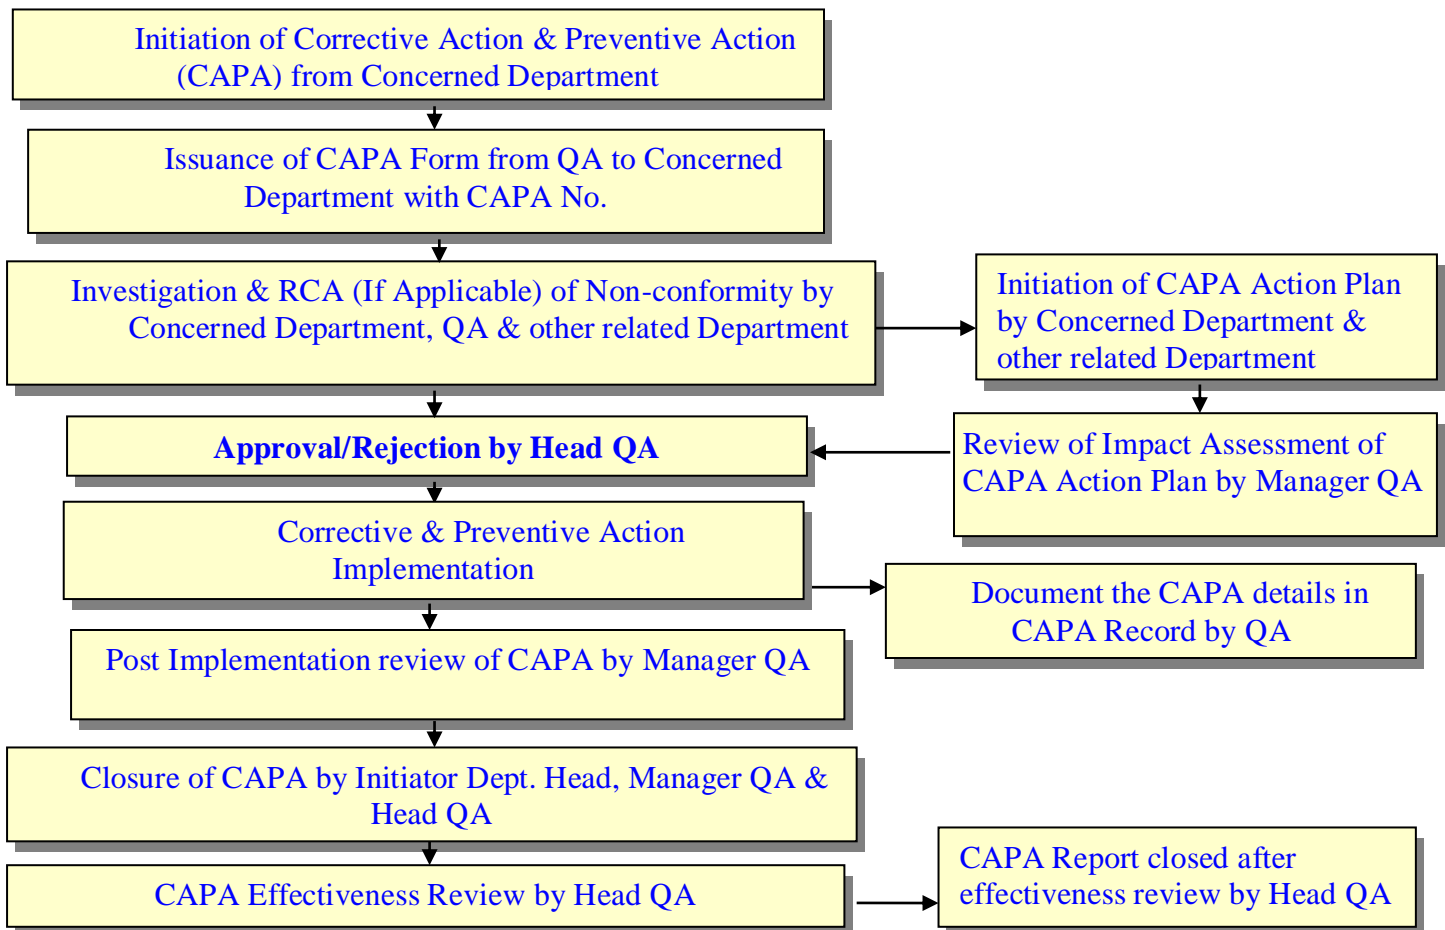 Initiation of Corrective Action & Preventive Action
(CAPA) from Concerned Department
Issuance of CAPA Form from QA to Concerned
Department with CAPA No.
Investigation & RCA (If Applicable) of Non-conformity by
Concerned Department, QA & other related Department
Initiation of CAPA Action Plan
by Concerned Department &
other related Department
Approval/Rejection by Head QA
Review of Impact Assessment of
CAPA Action Plan by Manager QA
Corrective & Preventive Action
Implementation
Document the CAPA details in
CAPA Record by QA
Post Implementation review of CAPA by Manager QA
Closure of CAPA by Initiator Dept. Head, Manager QA &
Head QA
CAPA Effectiveness Review by Head QA
CAPA Report closed after
effectiveness review by Head QA